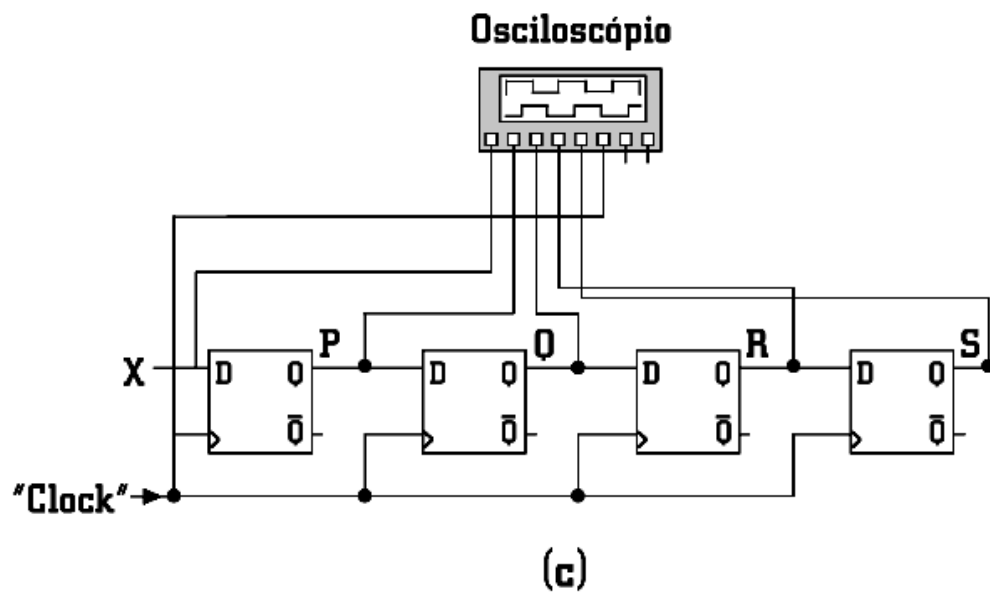 Osciloscópio
P Q R S
X D Q D Q D Q D Q
Q̅ Q̅ Q̅ Q̅
"Clock"
(c)